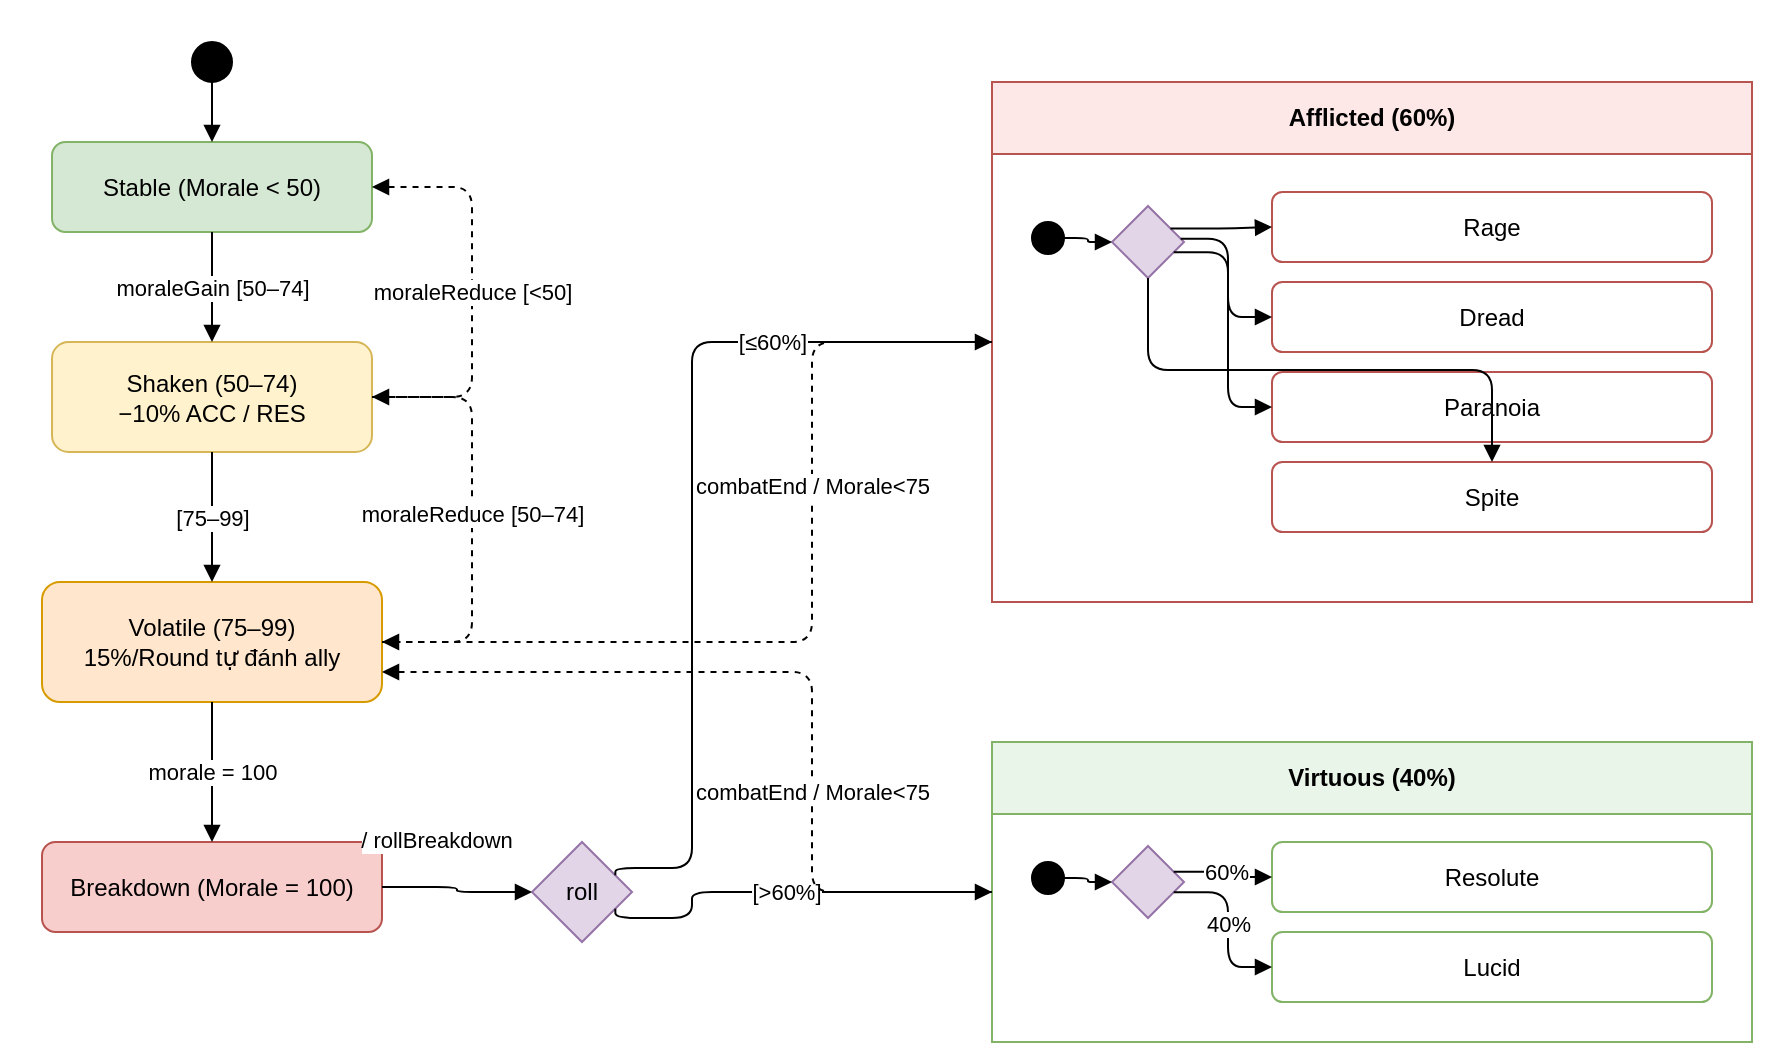 Stable (Morale < 50)
moraleGain [50–74]
moraleReduce [<50]
Shaken (50–74)
−10% ACC / RES
[75–99]
moraleReduce [50–74]
Volatile (75–99)
15%/Round tự đánh ally
morale = 100
/ rollBreakdown
Breakdown (Morale = 100)
roll
[≤60%]
combatEnd / Morale<75
combatEnd / Morale<75
[>60%]
Afflicted (60%)
Rage
Dread
Paranoia
Spite
Virtuous (40%)
60%
Resolute
40%
Lucid